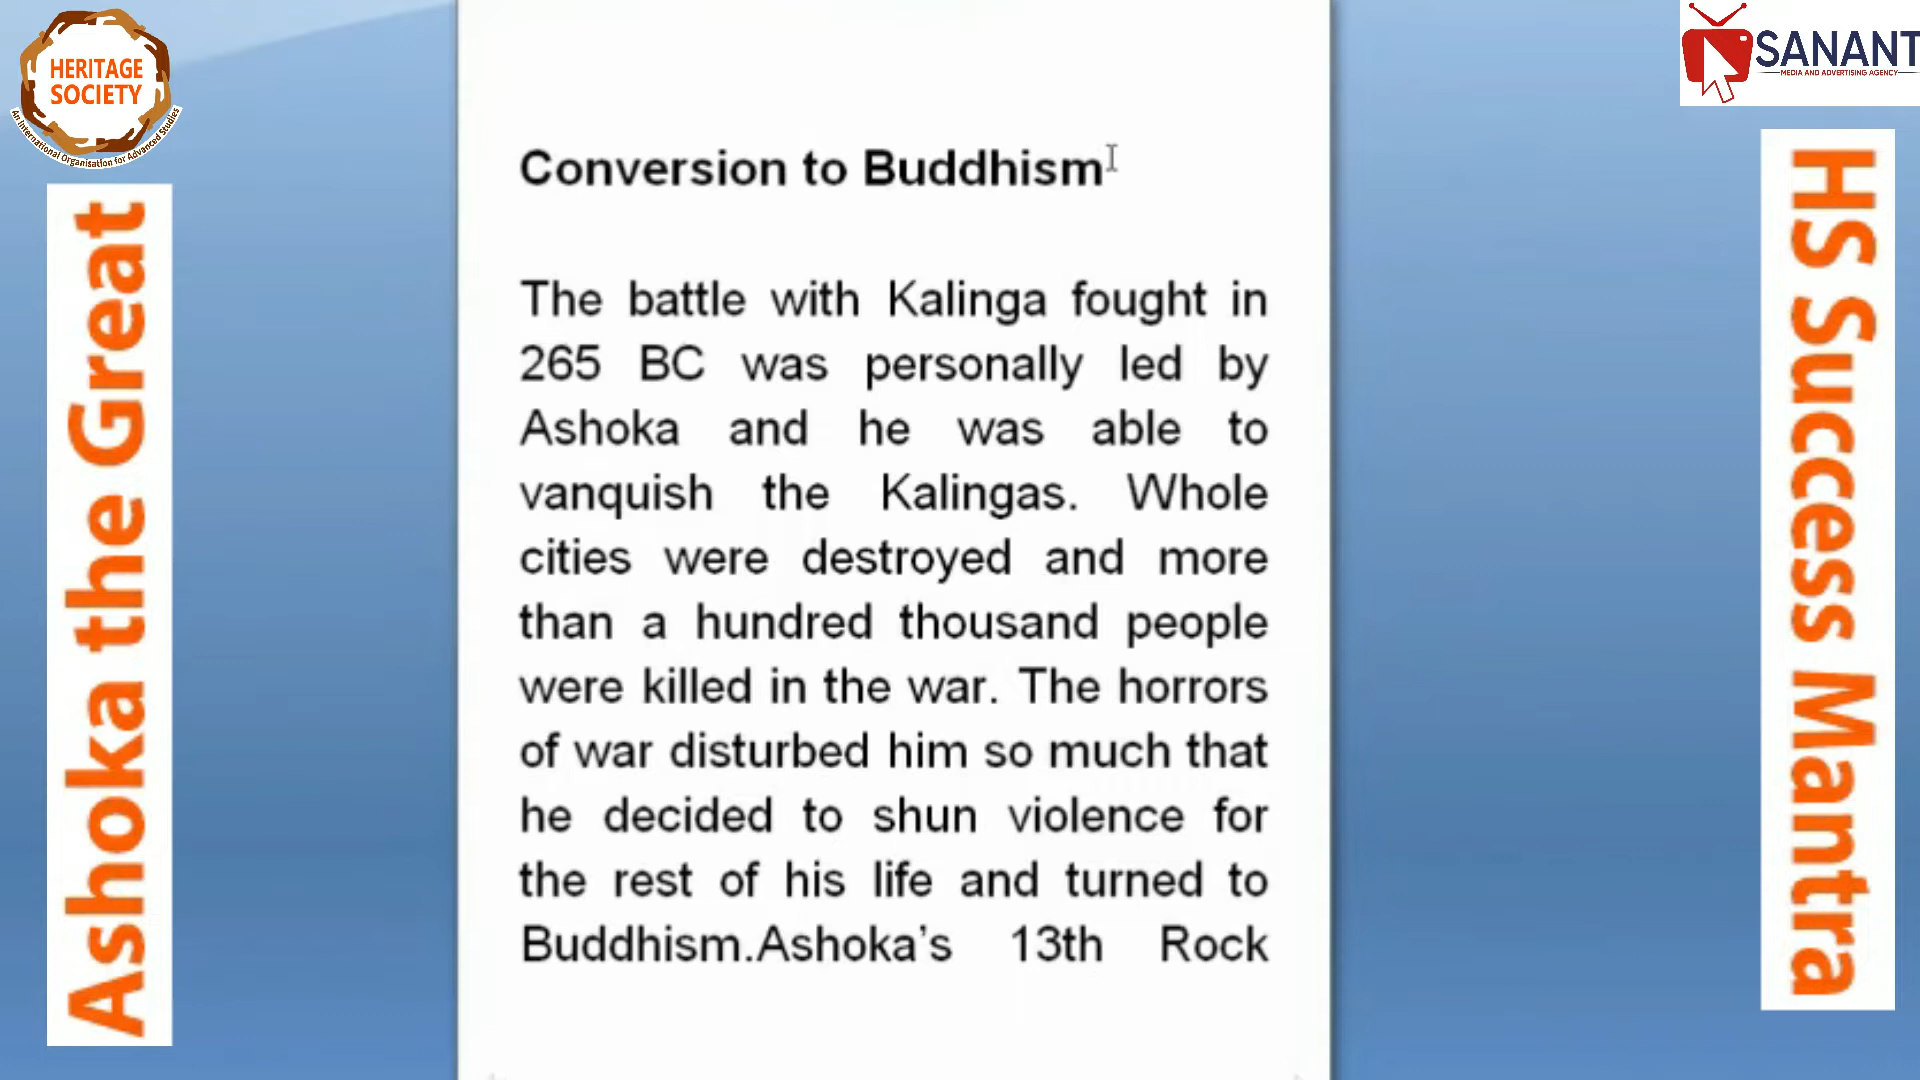 HERITAGE
SOCIETY
An International Organisation for Advanced Studies
SANANT
MEDIA AND ADVERTISING AGENCY
Ashoka the Great
HS Success Mantra
Conversion to Buddhism
The battle with Kalinga fought in
265 BC was personally led by
Ashoka and he was able to
vanquish the Kalingas. Whole
cities were destroyed and more
than a hundred thousand people
were killed in the war. The horrors
of war disturbed him so much that
he decided to shun violence for
the rest of his life and turned to
Buddhism.Ashoka's 13th Rock